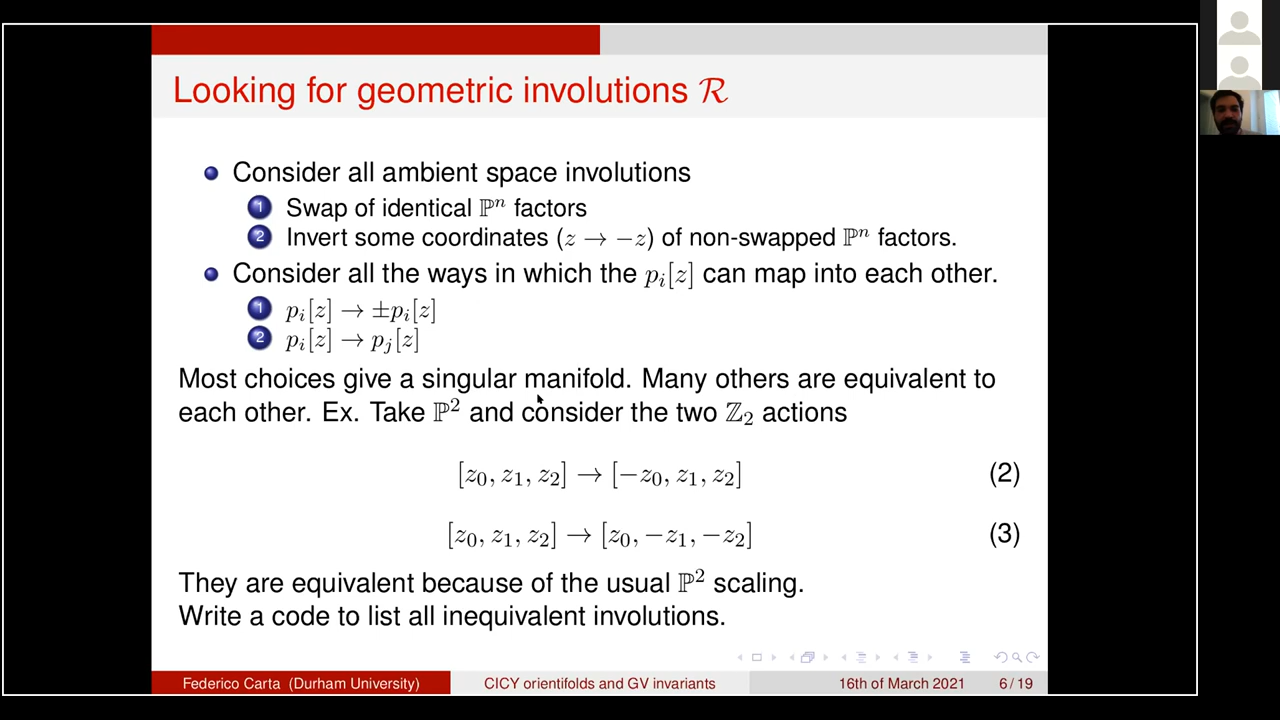 Looking for geometric involutions ℛ
Consider all ambient space involutions
1 Swap of identical ℙⁿ factors
2 Invert some coordinates (z → −z) of non-swapped ℙⁿ factors.
Consider all the ways in which the pᵢ[z] can map into each other.
1 pᵢ[z] → ±pᵢ[z]
2 pᵢ[z] → pⱼ[z]
Most choices give a singular manifold. Many others are equivalent to
each other. Ex. Take ℙ² and consider the two ℤ₂ actions
[z₀, z₁, z₂] → [−z₀, z₁, z₂] (2)
[z₀, z₁, z₂] → [z₀, −z₁, −z₂] (3)
They are equivalent because of the usual ℙ² scaling.
Write a code to list all inequivalent involutions.
Federico Carta (Durham University) CICY orientifolds and GV invariants 16th of March 2021 6 / 19